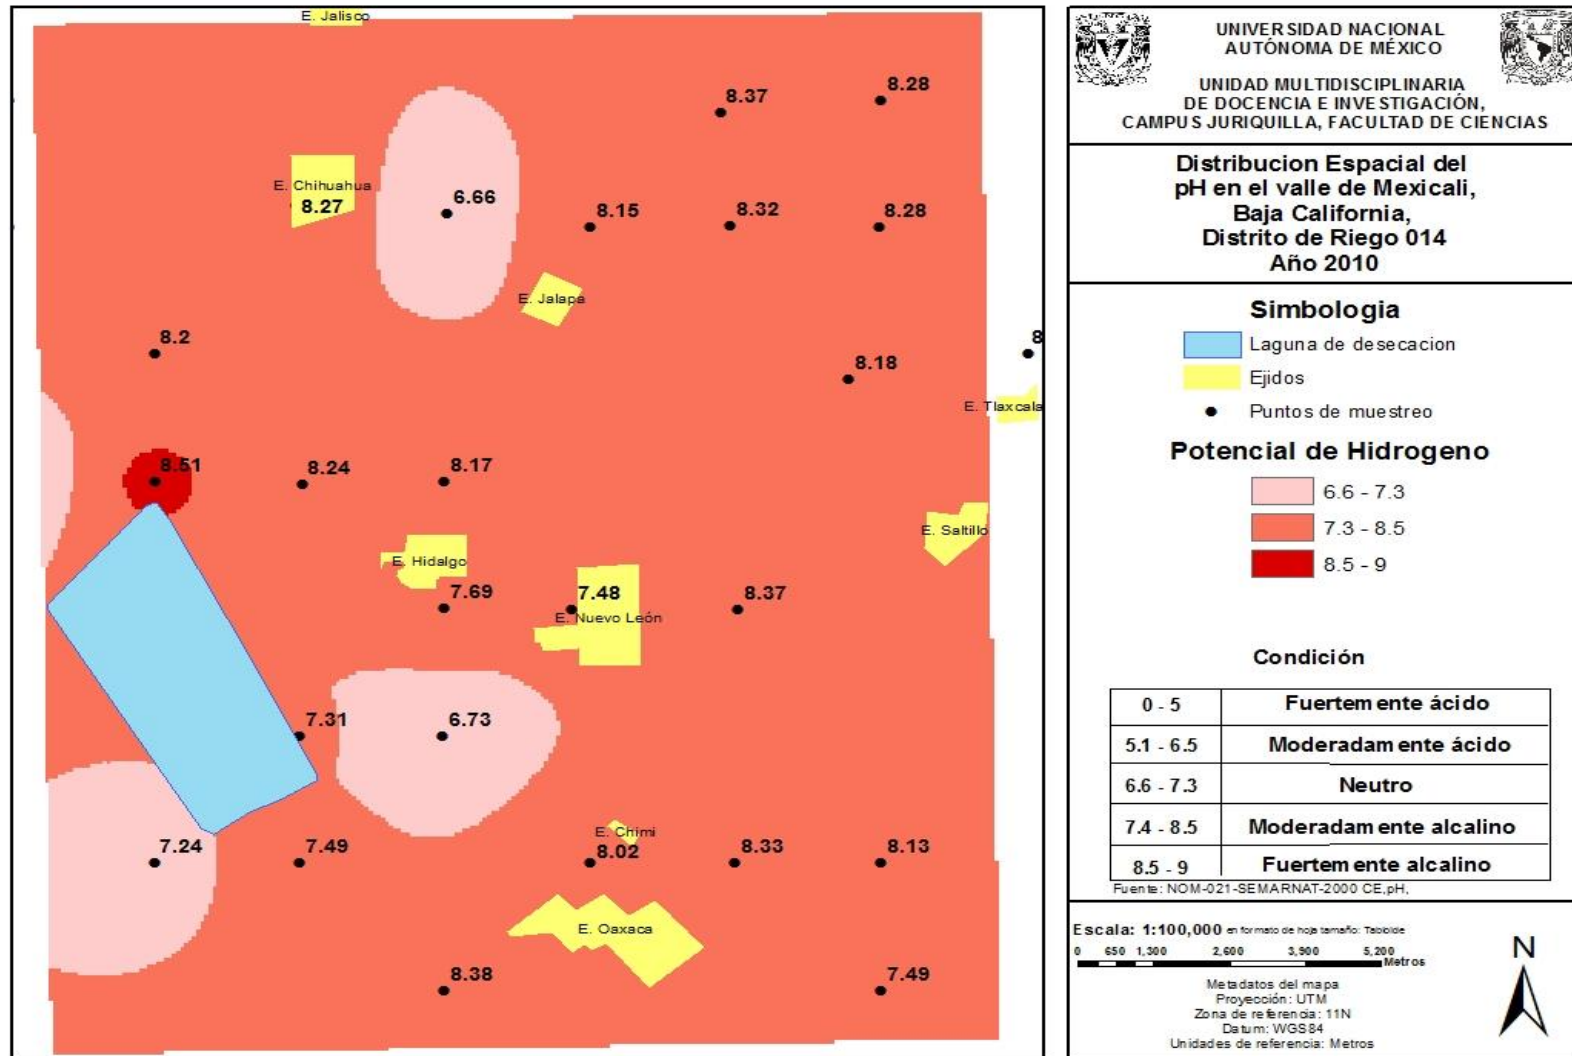 E. Jalisco
8.37
8.28
E. Chihuahua
8.27
6.66
8.15
8.32
8.28
E. Jalapa
8.2
8.18
8
E. Tlaxcala
8.51
8.24
8.17
E. Saltillo
E. Hidalgo
7.69
7.48
8.37
E. Nuevo León
7.31
6.73
E. Chimi
7.24
7.49
8.02
8.33
8.13
E. Oaxaca
8.38
7.49
UNIVERSIDAD NACIONAL
AUTÓNOMA DE MÉXICO
UNIDAD MULTIDISCIPLINARIA
DE DOCENCIA E INVESTIGACIÓN,
CAMPUS JURIQUILLA, FACULTAD DE CIENCIAS
Distribucion Espacial del
pH en el valle de Mexicali,
Baja California,
Distrito de Riego 014
Año 2010
Simbologia
Laguna de desecacion
Ejidos
Puntos de muestreo
Potencial de Hidrogeno
6.6 - 7.3
7.3 - 8.5
8.5 - 9
Condición
0 - 5 Fuertemente ácido
5.1 - 6.5 Moderadamente ácido
6.6 - 7.3 Neutro
7.4 - 8.5 Moderadamente alcalino
8.5 - 9 Fuertemente alcalino
Fuente: NOM-021-SEMARNAT-2000 CE,pH,
Escala: 1:100,000 en formato de hoja tamaño: Tabloide
0 650 1,300 2,600 3,900 5,200
Metros
N
Metadatos del mapa
Proyección: UTM
Zona de referencia: 11N
Datum: WGS84
Unidades de referencia: Metros